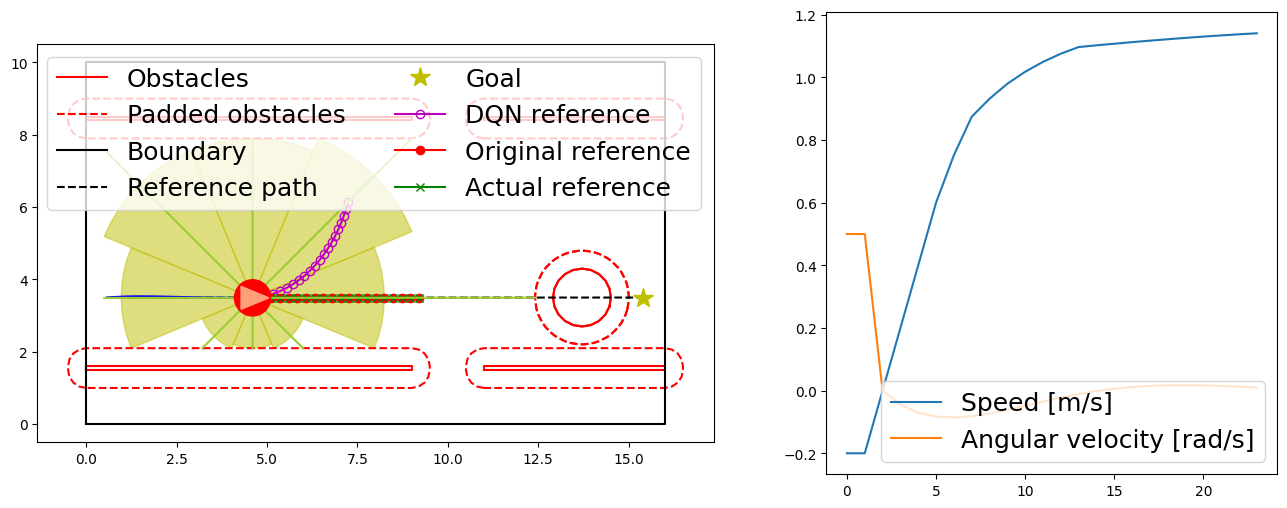 10
8
6
4
2
0
0.0 2.5 5.0 7.5 10.0 12.5 15.0
Obstacles
Padded obstacles
Boundary
Reference path
Goal
DQN reference
Original reference
Actual reference
1.2
1.0
0.8
0.6
0.4
0.2
0.0
−0.2
0 5 10 15 20
Speed [m/s]
Angular velocity [rad/s]